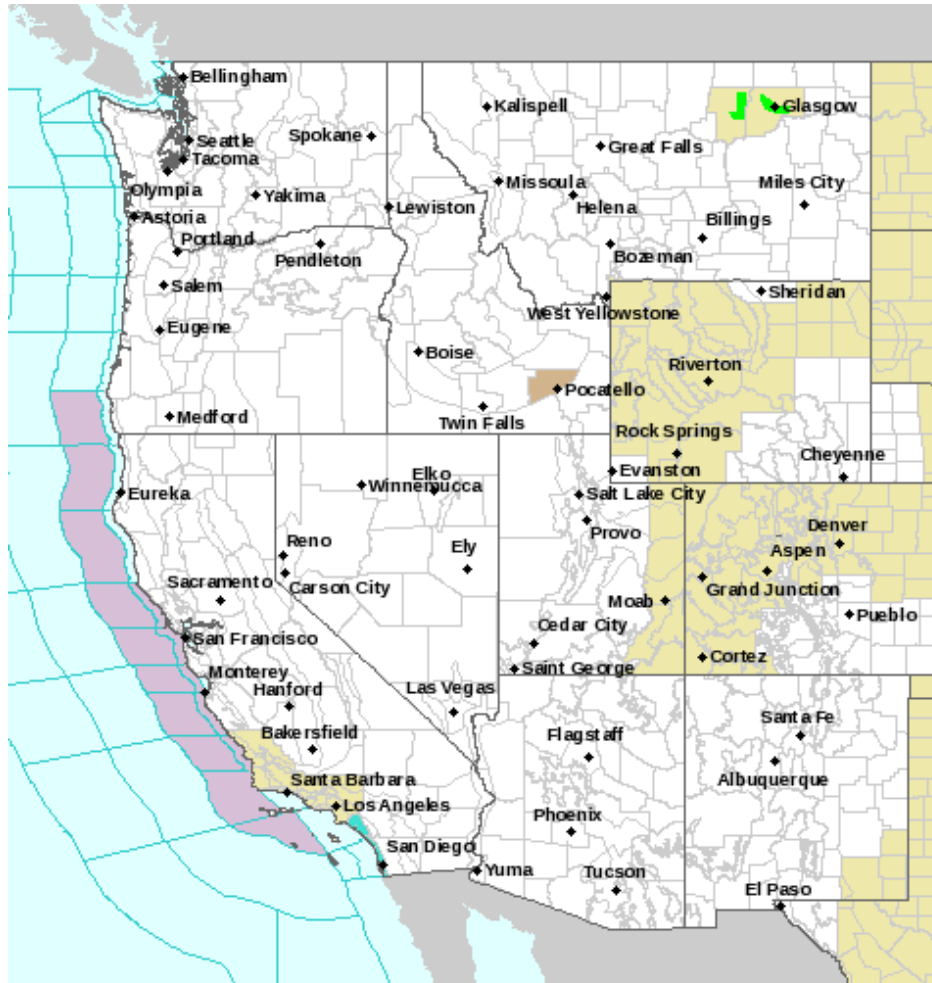 Bellingham
Kalispell
Glasgow
Spokane
Seattle
Great Falls
Tacoma
Olympia
Yakima
Missoula
Miles City
Helena
Lewiston
Astoria
Billings
Portland
Pendleton
Bozeman
Salem
Sheridan
West Yellowstone
Eugene
Boise
Riverton
Pocatello
Medford
Twin Falls
Rock Springs
Cheyenne
Elko
Evanston
Winnemucca
Eureka
Salt Lake City
Provo
Denver
Reno
Ely
Aspen
Sacramento
Carson City
Grand Junction
Moab
Pueblo
Cedar City
San Francisco
Saint George
Cortez
Monterey
Hanford
Las Vegas
Santa Fe
Flagstaff
Bakersfield
Albuquerque
Santa Barbara
Los Angeles
Phoenix
San Diego
Yuma
Tucson
El Paso